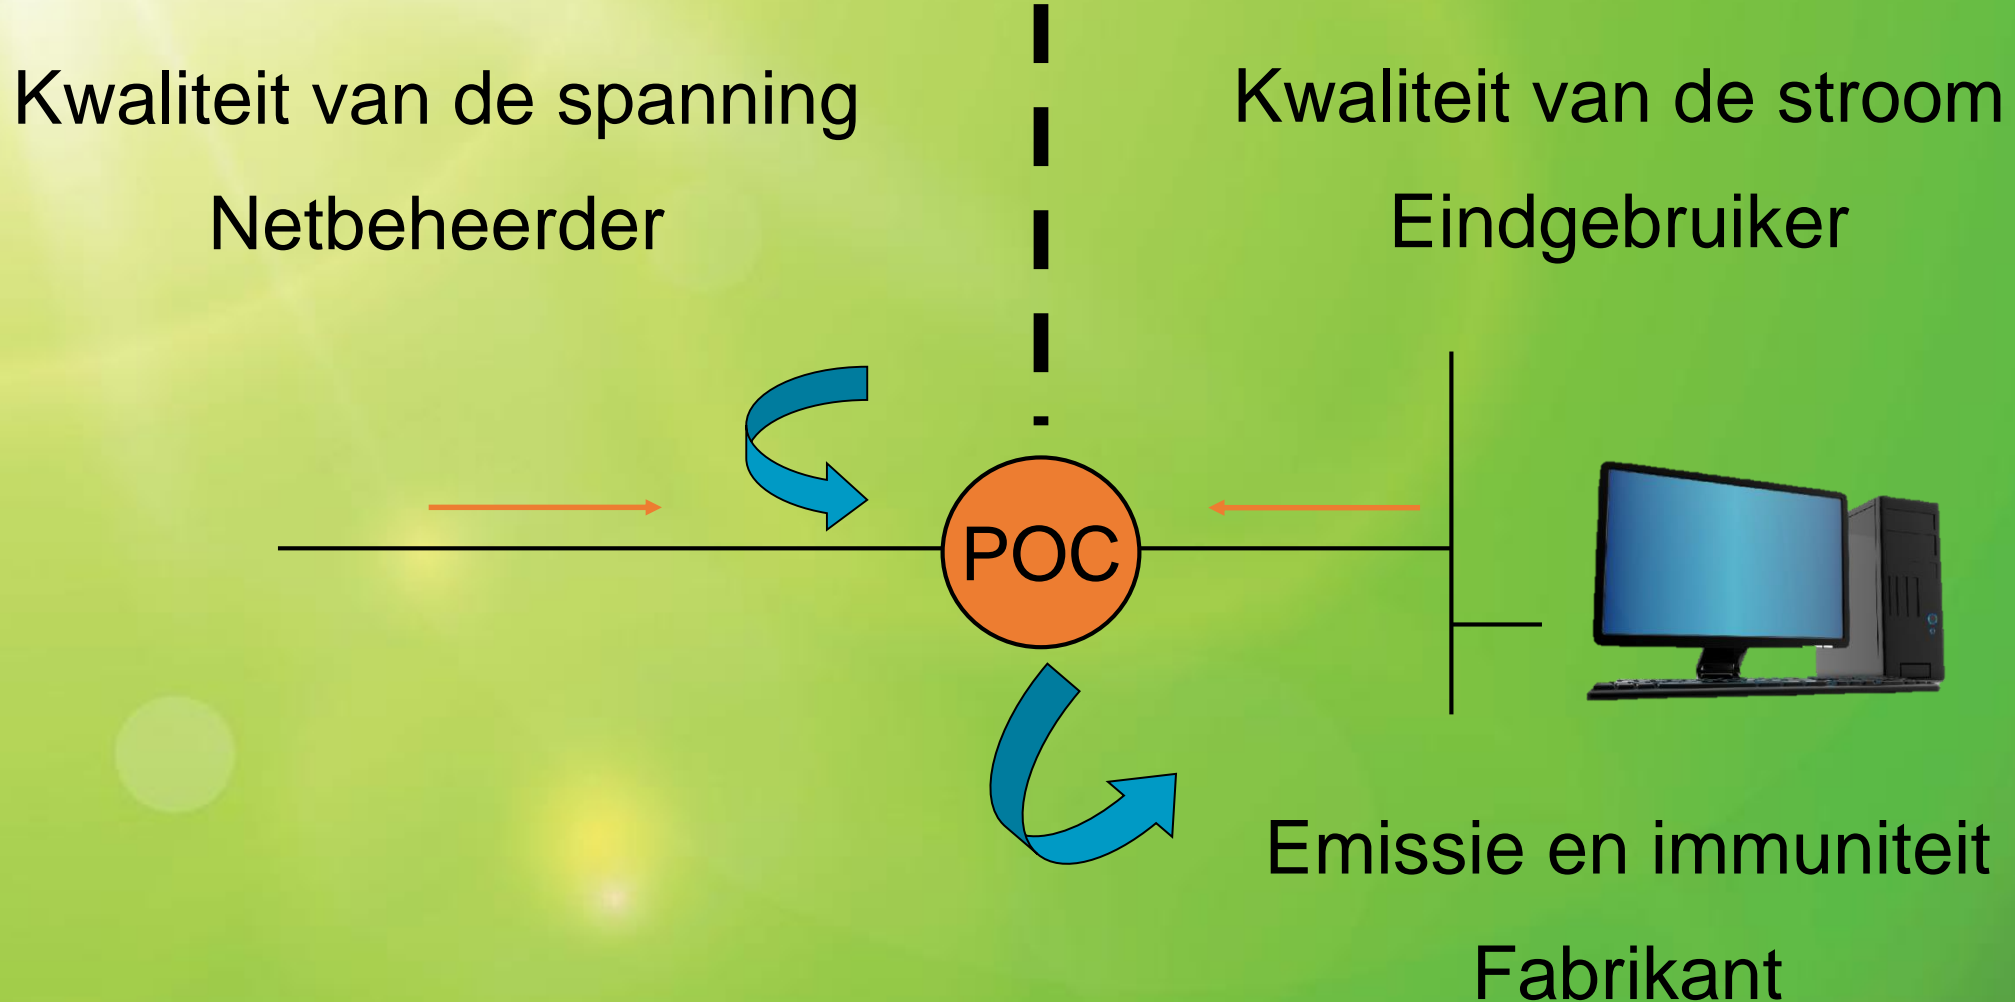 Kwaliteit van de spanning
Netbeheerder
Kwaliteit van de stroom
Eindgebruiker
POC
Emissie en immuniteit
Fabrikant